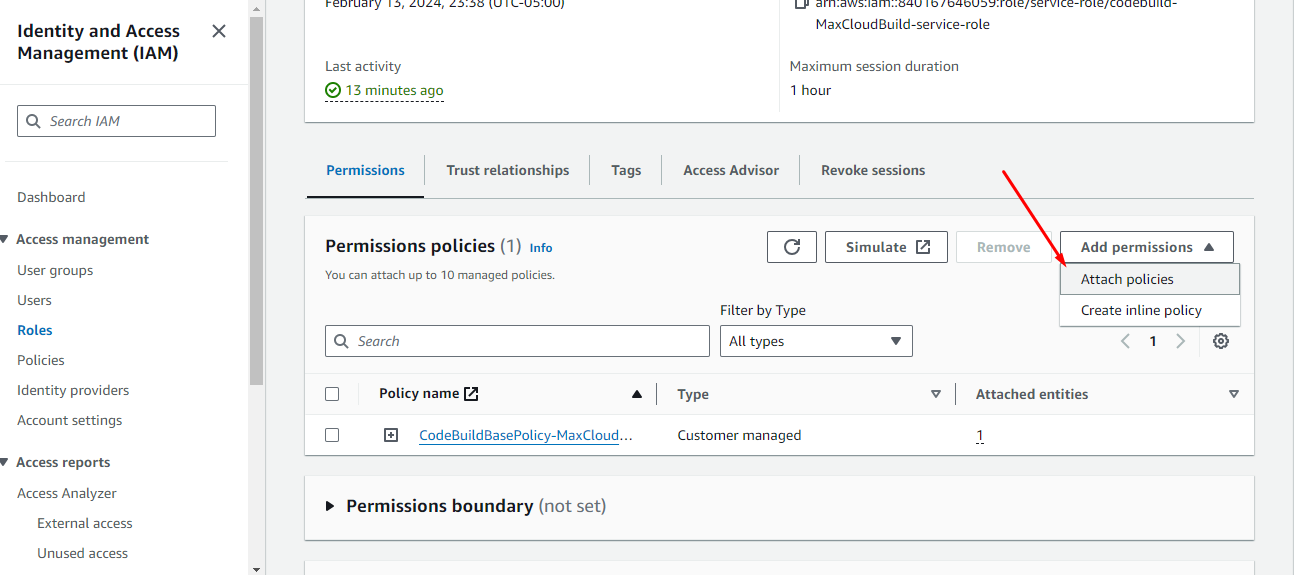 Identity and Access
Management (IAM)
Search IAM
Dashboard
Access management
User groups
Users
Roles
Policies
Identity providers
Account settings
Access reports
Access Analyzer
External access
Unused access
February 13, 2024, 23:38 (UTC-05:00)
arn:aws:iam::840167646059:role/service-role/codebuild-
MaxCloudBuild-service-role
Last activity
13 minutes ago
Maximum session duration
1 hour
Permissions Trust relationships Tags Access Advisor Revoke sessions
Permissions policies (1) Info
You can attach up to 10 managed policies.
Simulate Remove Add permissions
Attach policies
Create inline policy
Filter by Type
Search All types 1
Policy name Type Attached entities
CodeBuildBasePolicy-MaxCloud... Customer managed 1
Permissions boundary (not set)